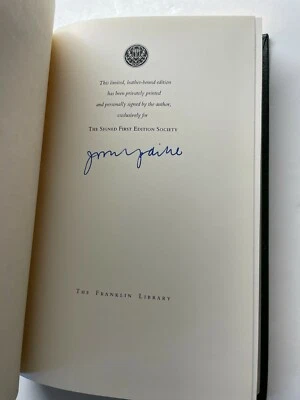 This limited, leather-bound edition
has been privately printed
and personally signed by the author,
exclusively for
THE SIGNED FIRST EDITION SOCIETY
THE FRANKLIN LIBRARY